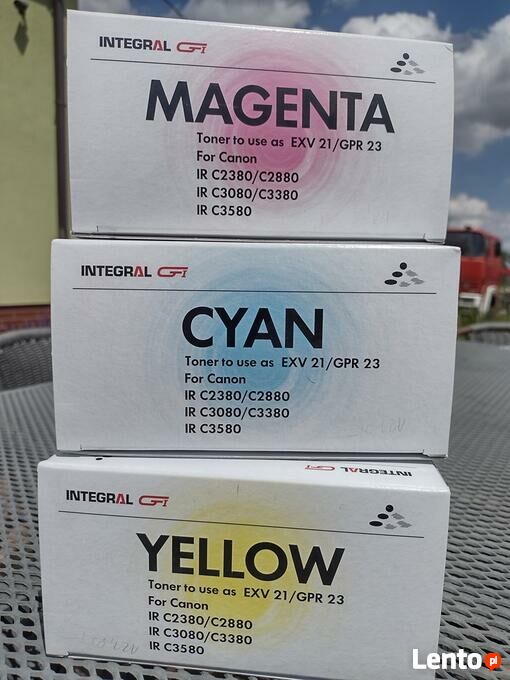 INTEGRAL GFI
MAGENTA
Toner to use as EXV 21/GPR 23
For Canon
IR C2380/C2880
IR C3080/C3380
IR C3580
INTEGRAL GFI
CYAN
Toner to use as EXV 21/GPR 23
For Canon
IR C2380/C2880
IR C3080/C3380
IR C3580
INTEGRAL GFI
INTEGRAL GFI
YELLOW
Toner to use as EXV 21/GPR 23
For Canon
IR C2380/C2880
IR C3080/C3380
IR C3580
Lento.pl